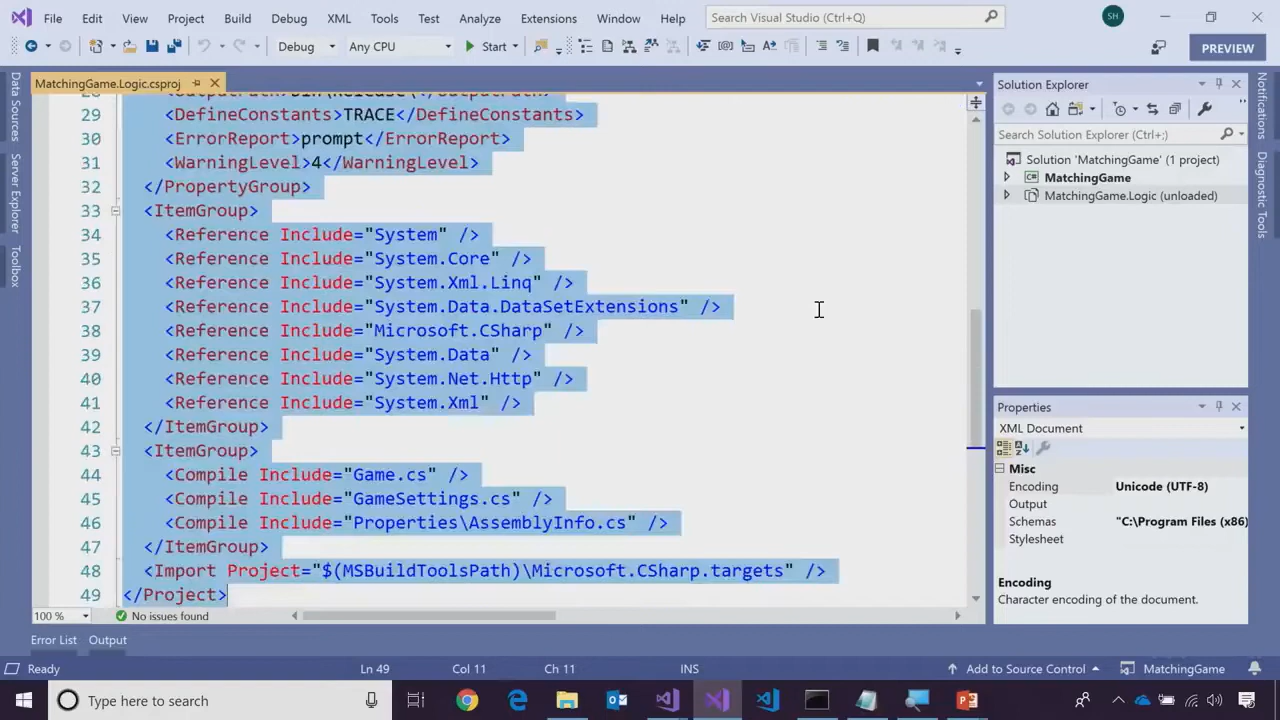 File Edit View Project Build Debug XML Tools Test Analyze Extensions Window Help Search Visual Studio (Ctrl+Q) SH
Debug Any CPU Start PREVIEW
MatchingGame.Logic.csproj
Data Sources
Server Explorer
Toolbox
28 <OutputPath>bin\Release\</OutputPath>
29 <DefineConstants>TRACE</DefineConstants>
30 <ErrorReport>prompt</ErrorReport>
31 <WarningLevel>4</WarningLevel>
32 </PropertyGroup>
33 <ItemGroup>
34 <Reference Include="System" />
35 <Reference Include="System.Core" />
36 <Reference Include="System.Xml.Linq" />
37 <Reference Include="System.Data.DataSetExtensions" />
38 <Reference Include="Microsoft.CSharp" />
39 <Reference Include="System.Data" />
40 <Reference Include="System.Net.Http" />
41 <Reference Include="System.Xml" />
42 </ItemGroup>
43 <ItemGroup>
44 <Compile Include="Game.cs" />
45 <Compile Include="GameSettings.cs" />
46 <Compile Include="Properties\AssemblyInfo.cs" />
47 </ItemGroup>
48 <Import Project="$(MSBuildToolsPath)\Microsoft.CSharp.targets" />
49 </Project>
100 % No issues found
Solution Explorer
Search Solution Explorer (Ctrl+;)
Solution 'MatchingGame' (1 project)
C# MatchingGame
MatchingGame.Logic (unloaded)
Properties
XML Document
Misc
Encoding Unicode (UTF-8)
Output
Schemas "C:\Program Files (x86)
Stylesheet
Encoding
Character encoding of the document.
Notifications
Diagnostic Tools
Error List Output
Ready Ln 49 Col 11 Ch 11 INS Add to Source Control MatchingGame
Type here to search